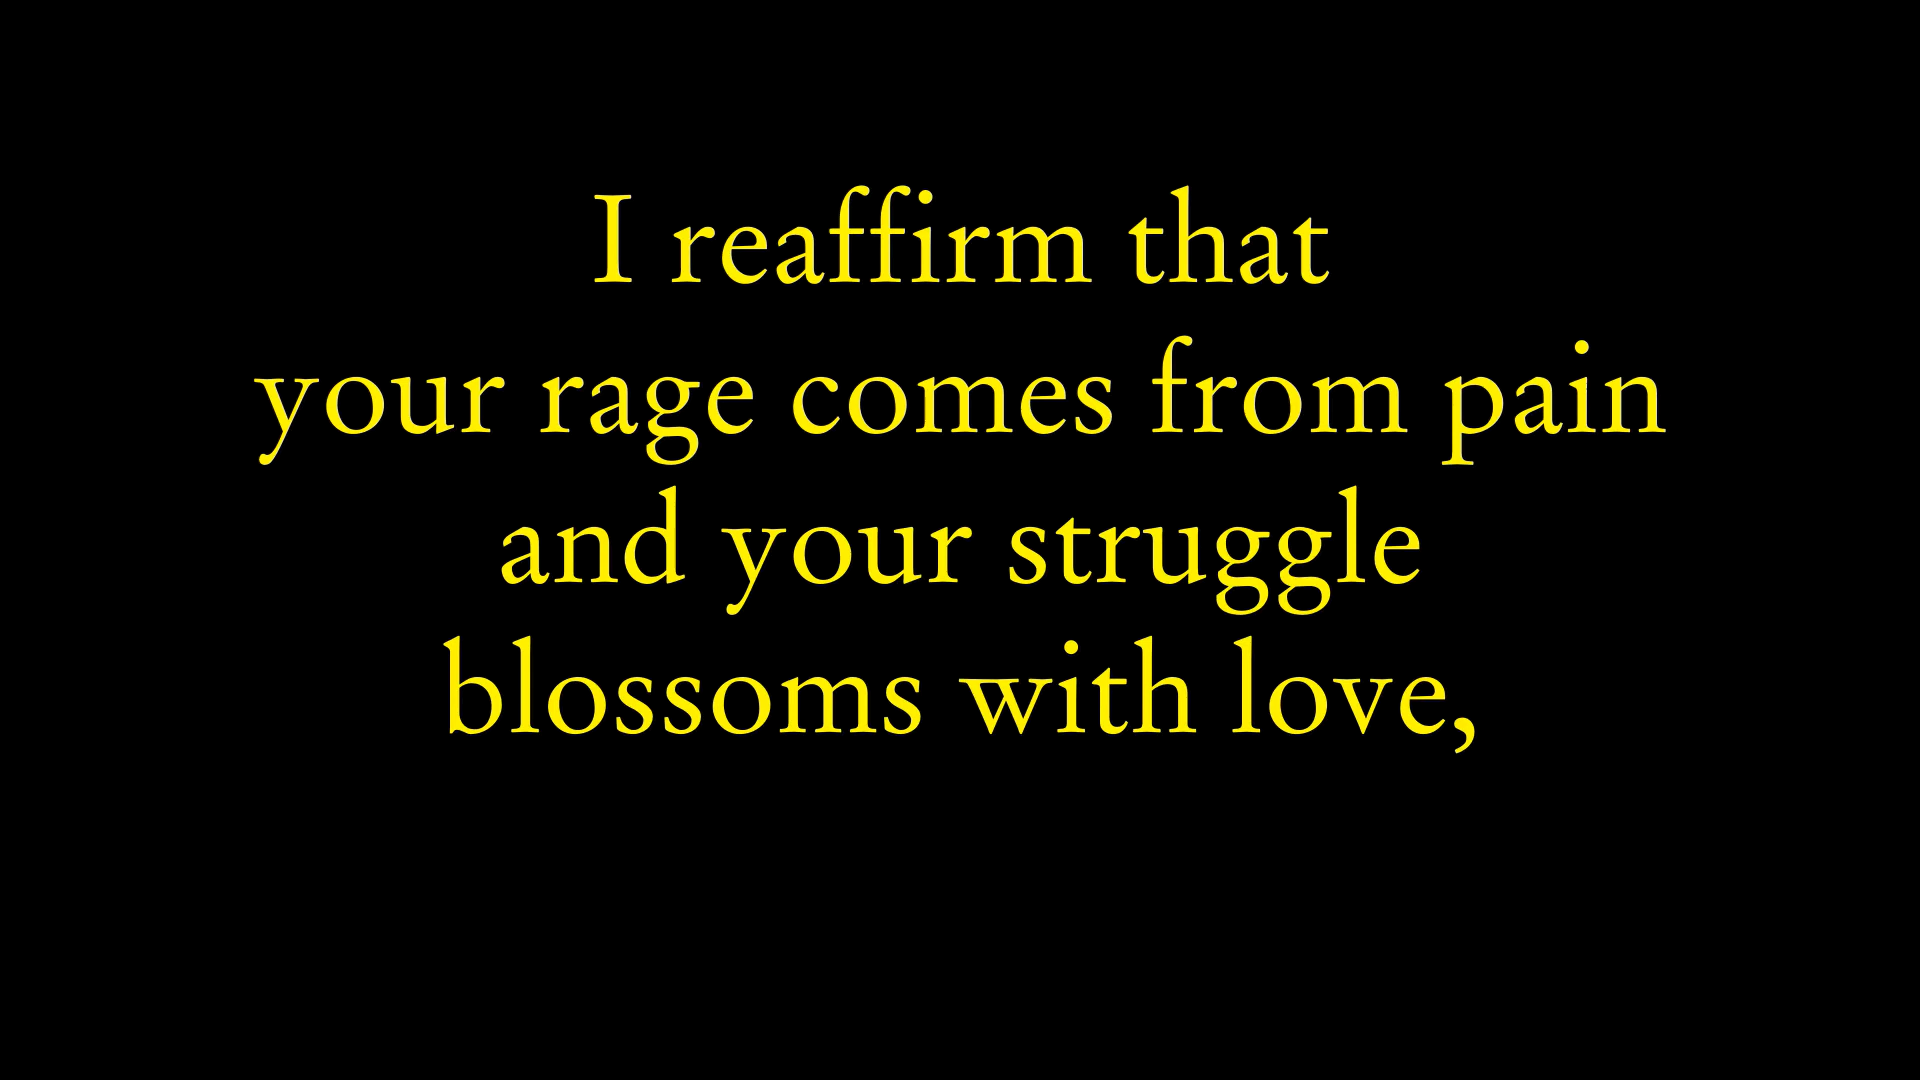 I reaffirm that
your rage comes from pain
and your struggle
blossoms with love,